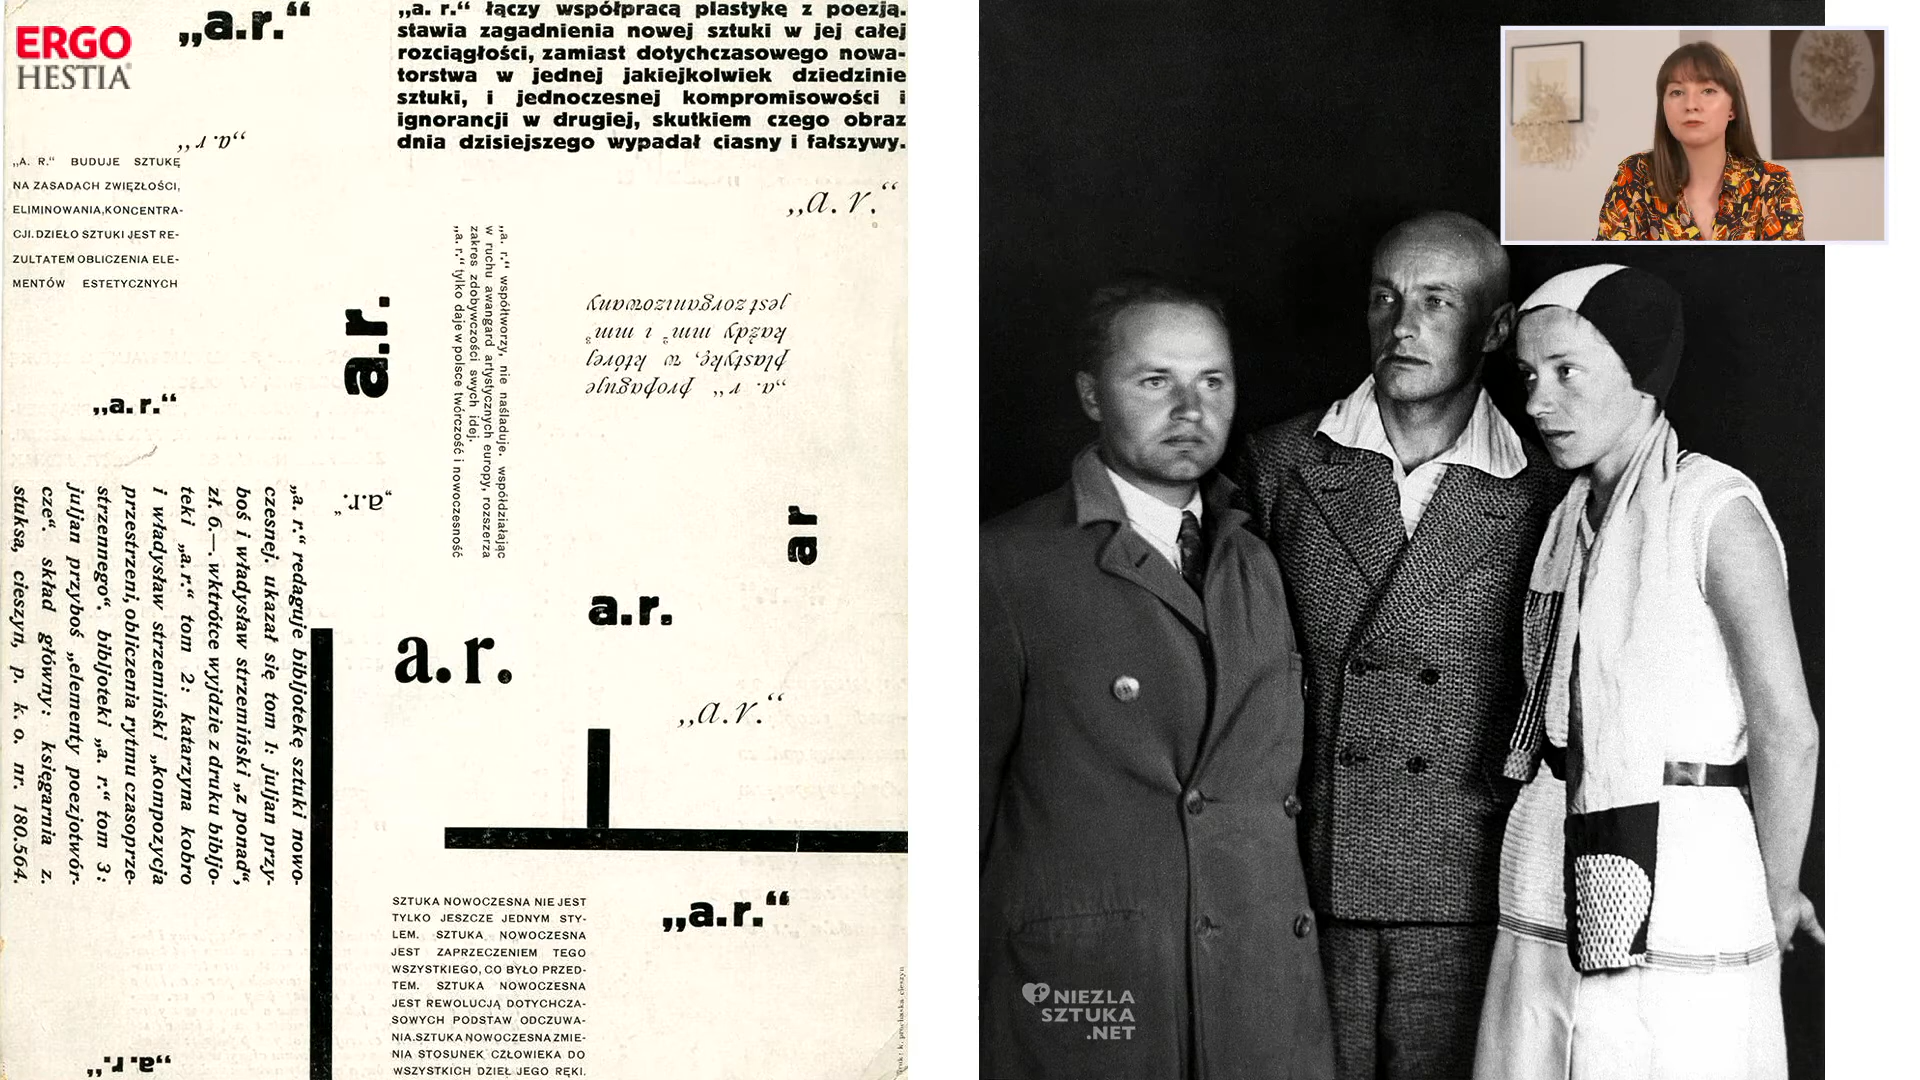 ERGO
HESTIA®
„a.r.“
„a. r.“ łączy współpracą plastykę z poezją.
stawia zagadnienia nowej sztuki w jej całej
rozciągłości, zamiast dotychczasowego nowa-
torstwa w jednej jakiejkolwiek dziedzinie
sztuki, i jednoczesnej kompromisowości i
ignorancji w drugiej, skutkiem czego obraz
dnia dzisiejszego wypadał ciasny i fałszywy.
„a. r.“
„A. R.“ BUDUJE SZTUKĘ
NA ZASADACH ZWIĘZŁOŚCI,
ELIMINOWANIA,KONCENTRA-
CJI.DZIEŁO SZTUKI JEST RE-
ZULTATEM OBLICZENIA ELE-
MENTÓW ESTETYCZNYCH
„a. r.“
„a. r.“ współtworzy, nie naśladuje. współdziałając
w ruchu awangard artystycznych europy, rozszerza
zakres zdobywczości swych idej.
„a. r.“ tylko daje w polsce twórczość i nowoczesność
„a. r.“ propaguje
plastykę, w której
każdy mm² i mm³
jest zorganizowany
a.r.
„a.r.“
„a.r.“
ar
„a. r.“ redaguje bibljotekę sztuki nowo-
czesnej. ukazał się tom 1: juljan przy-
boś i władysław strzemiński „z ponad“,
zł. 6—. wkrótce wyjdzie z druku bibljo-
teki „a. r.“ tom 2: katarzyna kobro
i władysław strzemiński „kompozycja
przestrzeni, obliczenia rytmu czasoprze-
strzennego“. bibljoteki „a. r.“ tom 3:
juljan przyboś „elementy poezjotwór-
cze“. skład główny: księgarnia z.
stuksa, cieszyn, p. k. o. nr. 180.564.
a.r.
a.r.
„a.r.“
SZTUKA NOWOCZESNA NIE JEST
TYLKO JESZCZE JEDNYM STY-
LEM. SZTUKA NOWOCZESNA
JEST ZAPRZECZENIEM TEGO
WSZYSTKIEGO, CO BYŁO PRZED-
TEM. SZTUKA NOWOCZESNA
JEST REWOLUCJĄ DOTYCHCZA-
SOWYCH PODSTAW ODCZUWA-
NIA.SZTUKA NOWOCZESNA ZMIE-
NIA STOSUNEK CZŁOWIEKA DO
WSZYSTKICH DZIEŁ JEGO RĘKI.
„a.r.“
„a.r.“
NIEZLA
SZTUKA
.NET